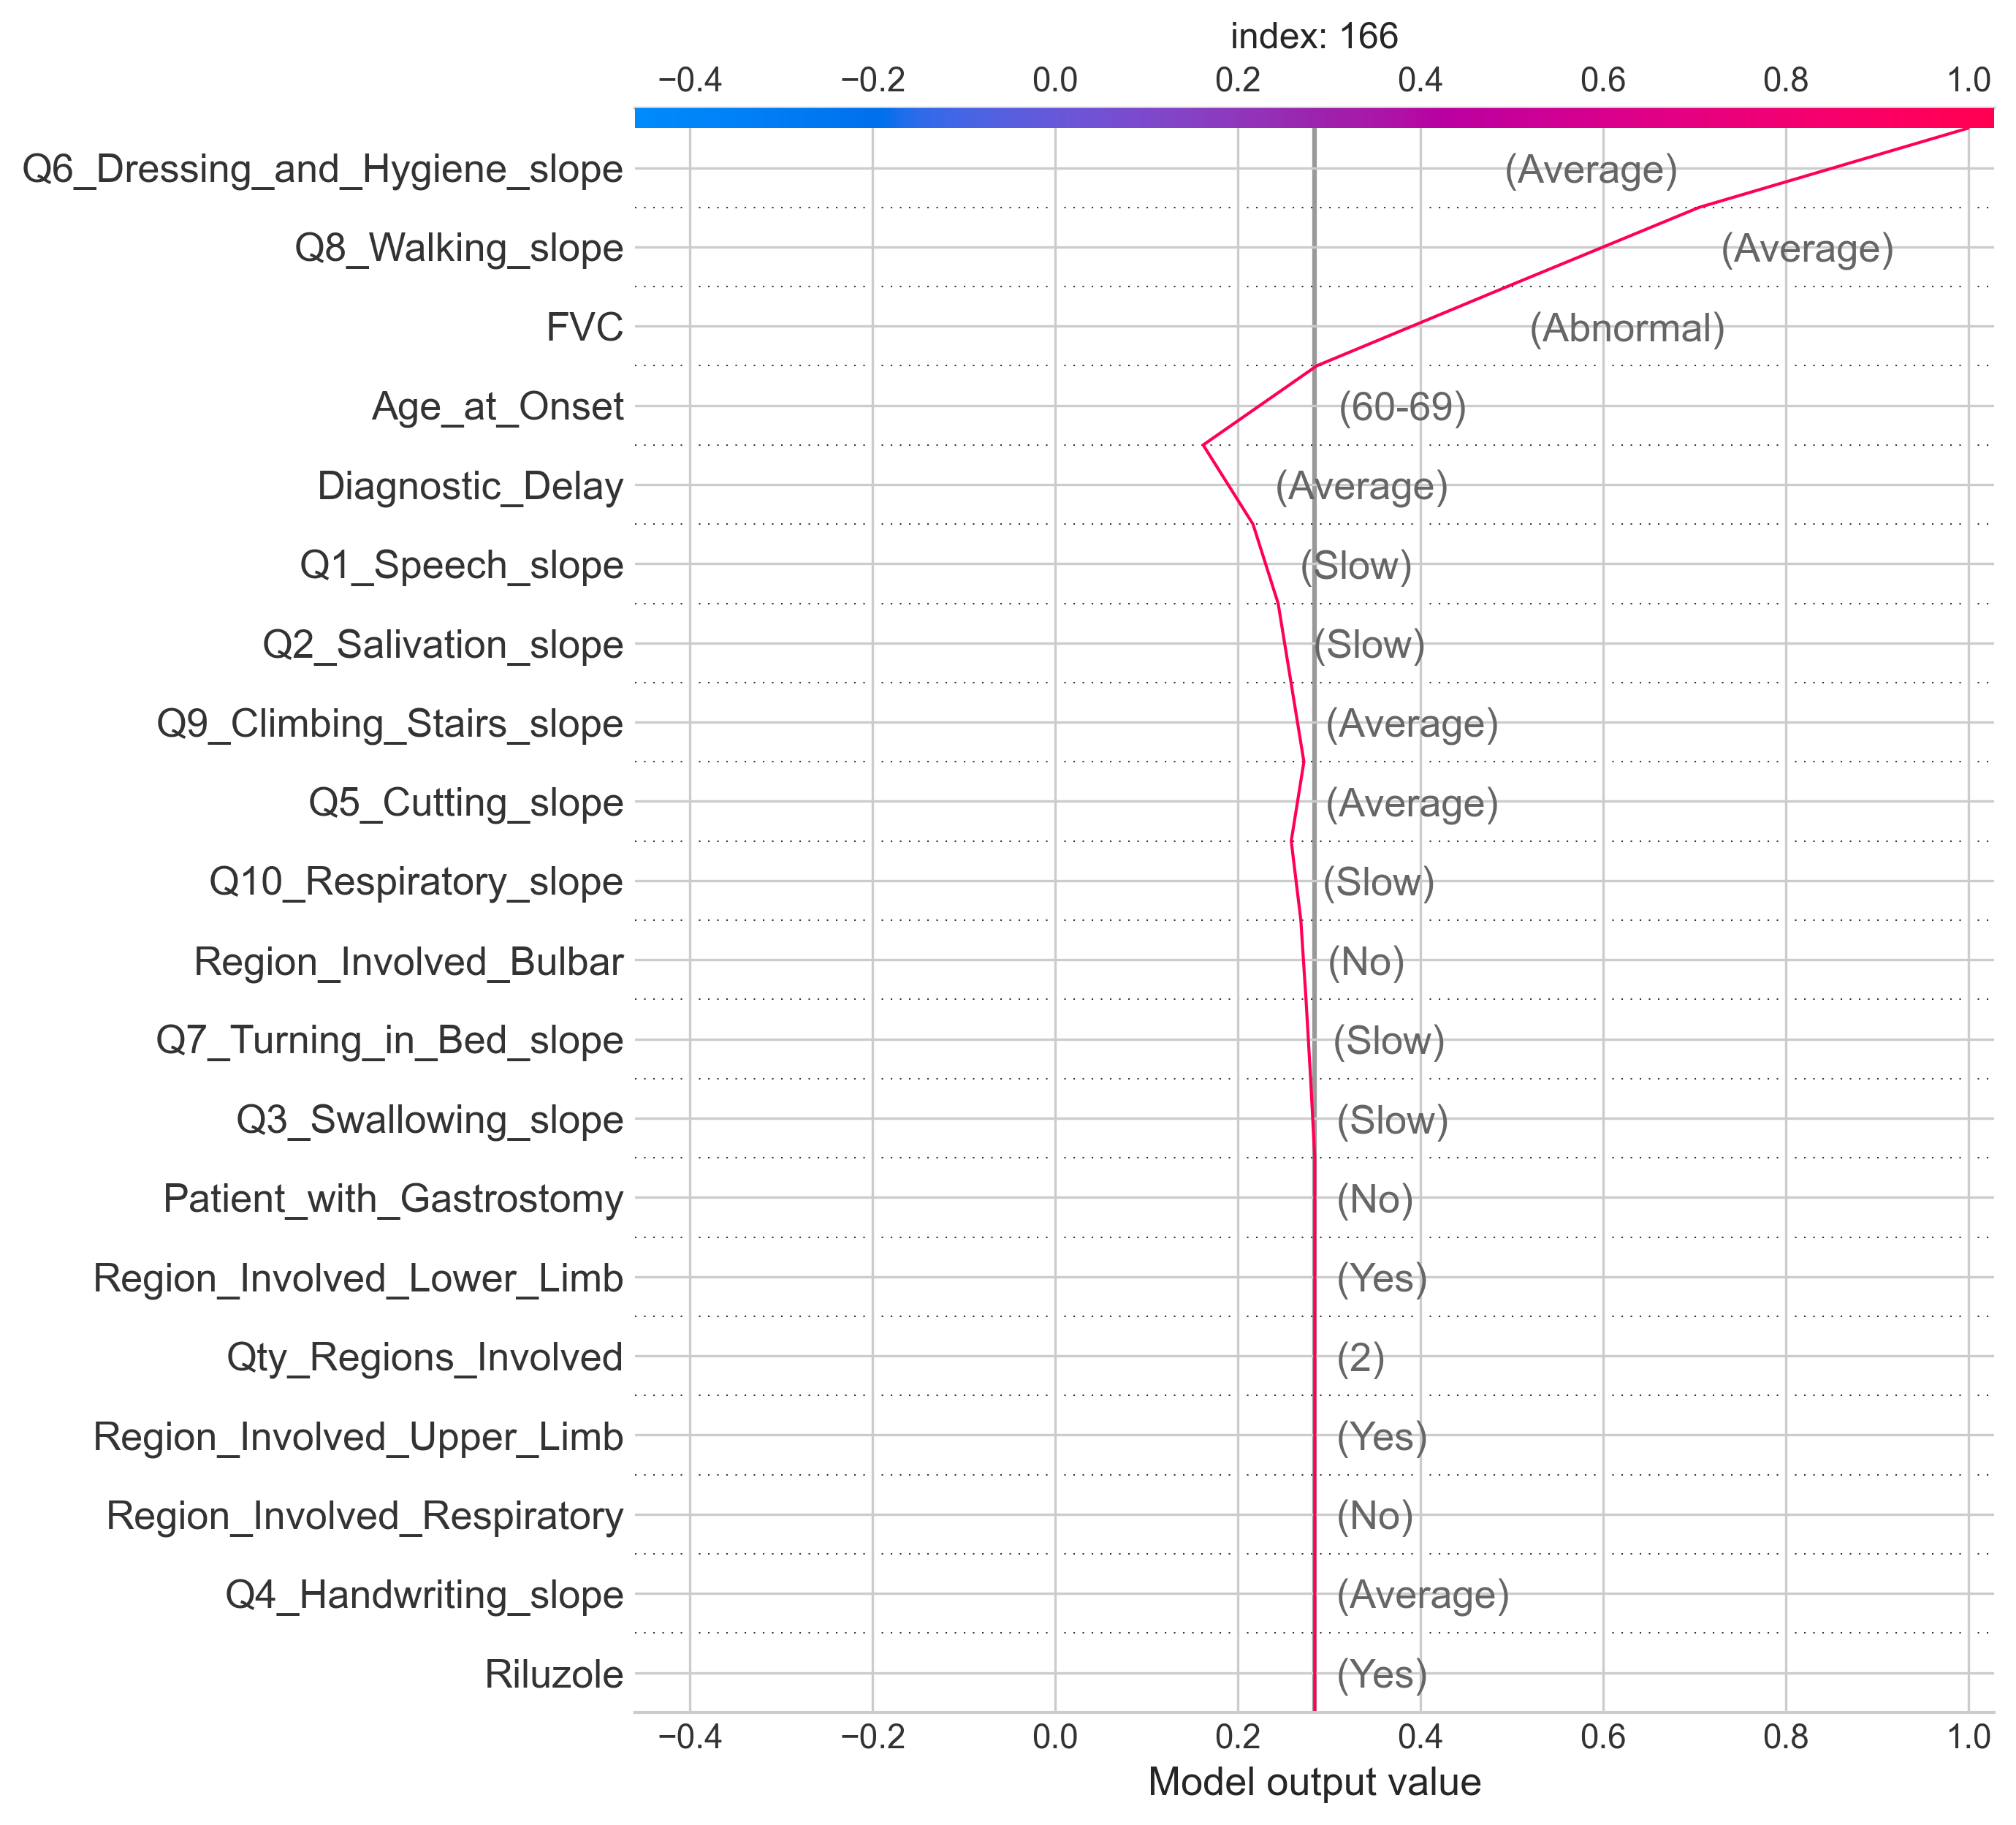 index: 166
−0.4 −0.2 0.0 0.2 0.4 0.6 0.8 1.0
Q6_Dressing_and_Hygiene_slope (Average)
Q8_Walking_slope (Average)
FVC (Abnormal)
Age_at_Onset (60-69)
Diagnostic_Delay (Average)
Q1_Speech_slope (Slow)
Q2_Salivation_slope (Slow)
Q9_Climbing_Stairs_slope (Average)
Q5_Cutting_slope (Average)
Q10_Respiratory_slope (Slow)
Region_Involved_Bulbar (No)
Q7_Turning_in_Bed_slope (Slow)
Q3_Swallowing_slope (Slow)
Patient_with_Gastrostomy (No)
Region_Involved_Lower_Limb (Yes)
Qty_Regions_Involved (2)
Region_Involved_Upper_Limb (Yes)
Region_Involved_Respiratory (No)
Q4_Handwriting_slope (Average)
Riluzole (Yes)
−0.4 −0.2 0.0 0.2 0.4 0.6 0.8 1.0
Model output value